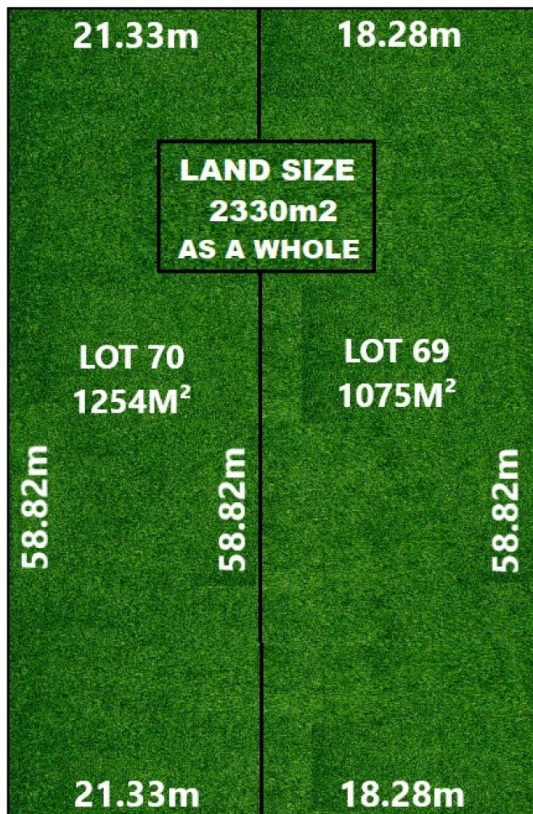 21.33m 18.28m
LAND SIZE
2330m2
AS A WHOLE
LOT 70
1254M²
LOT 69
1075M²
58.82m
58.82m
58.82m
21.33m 18.28m